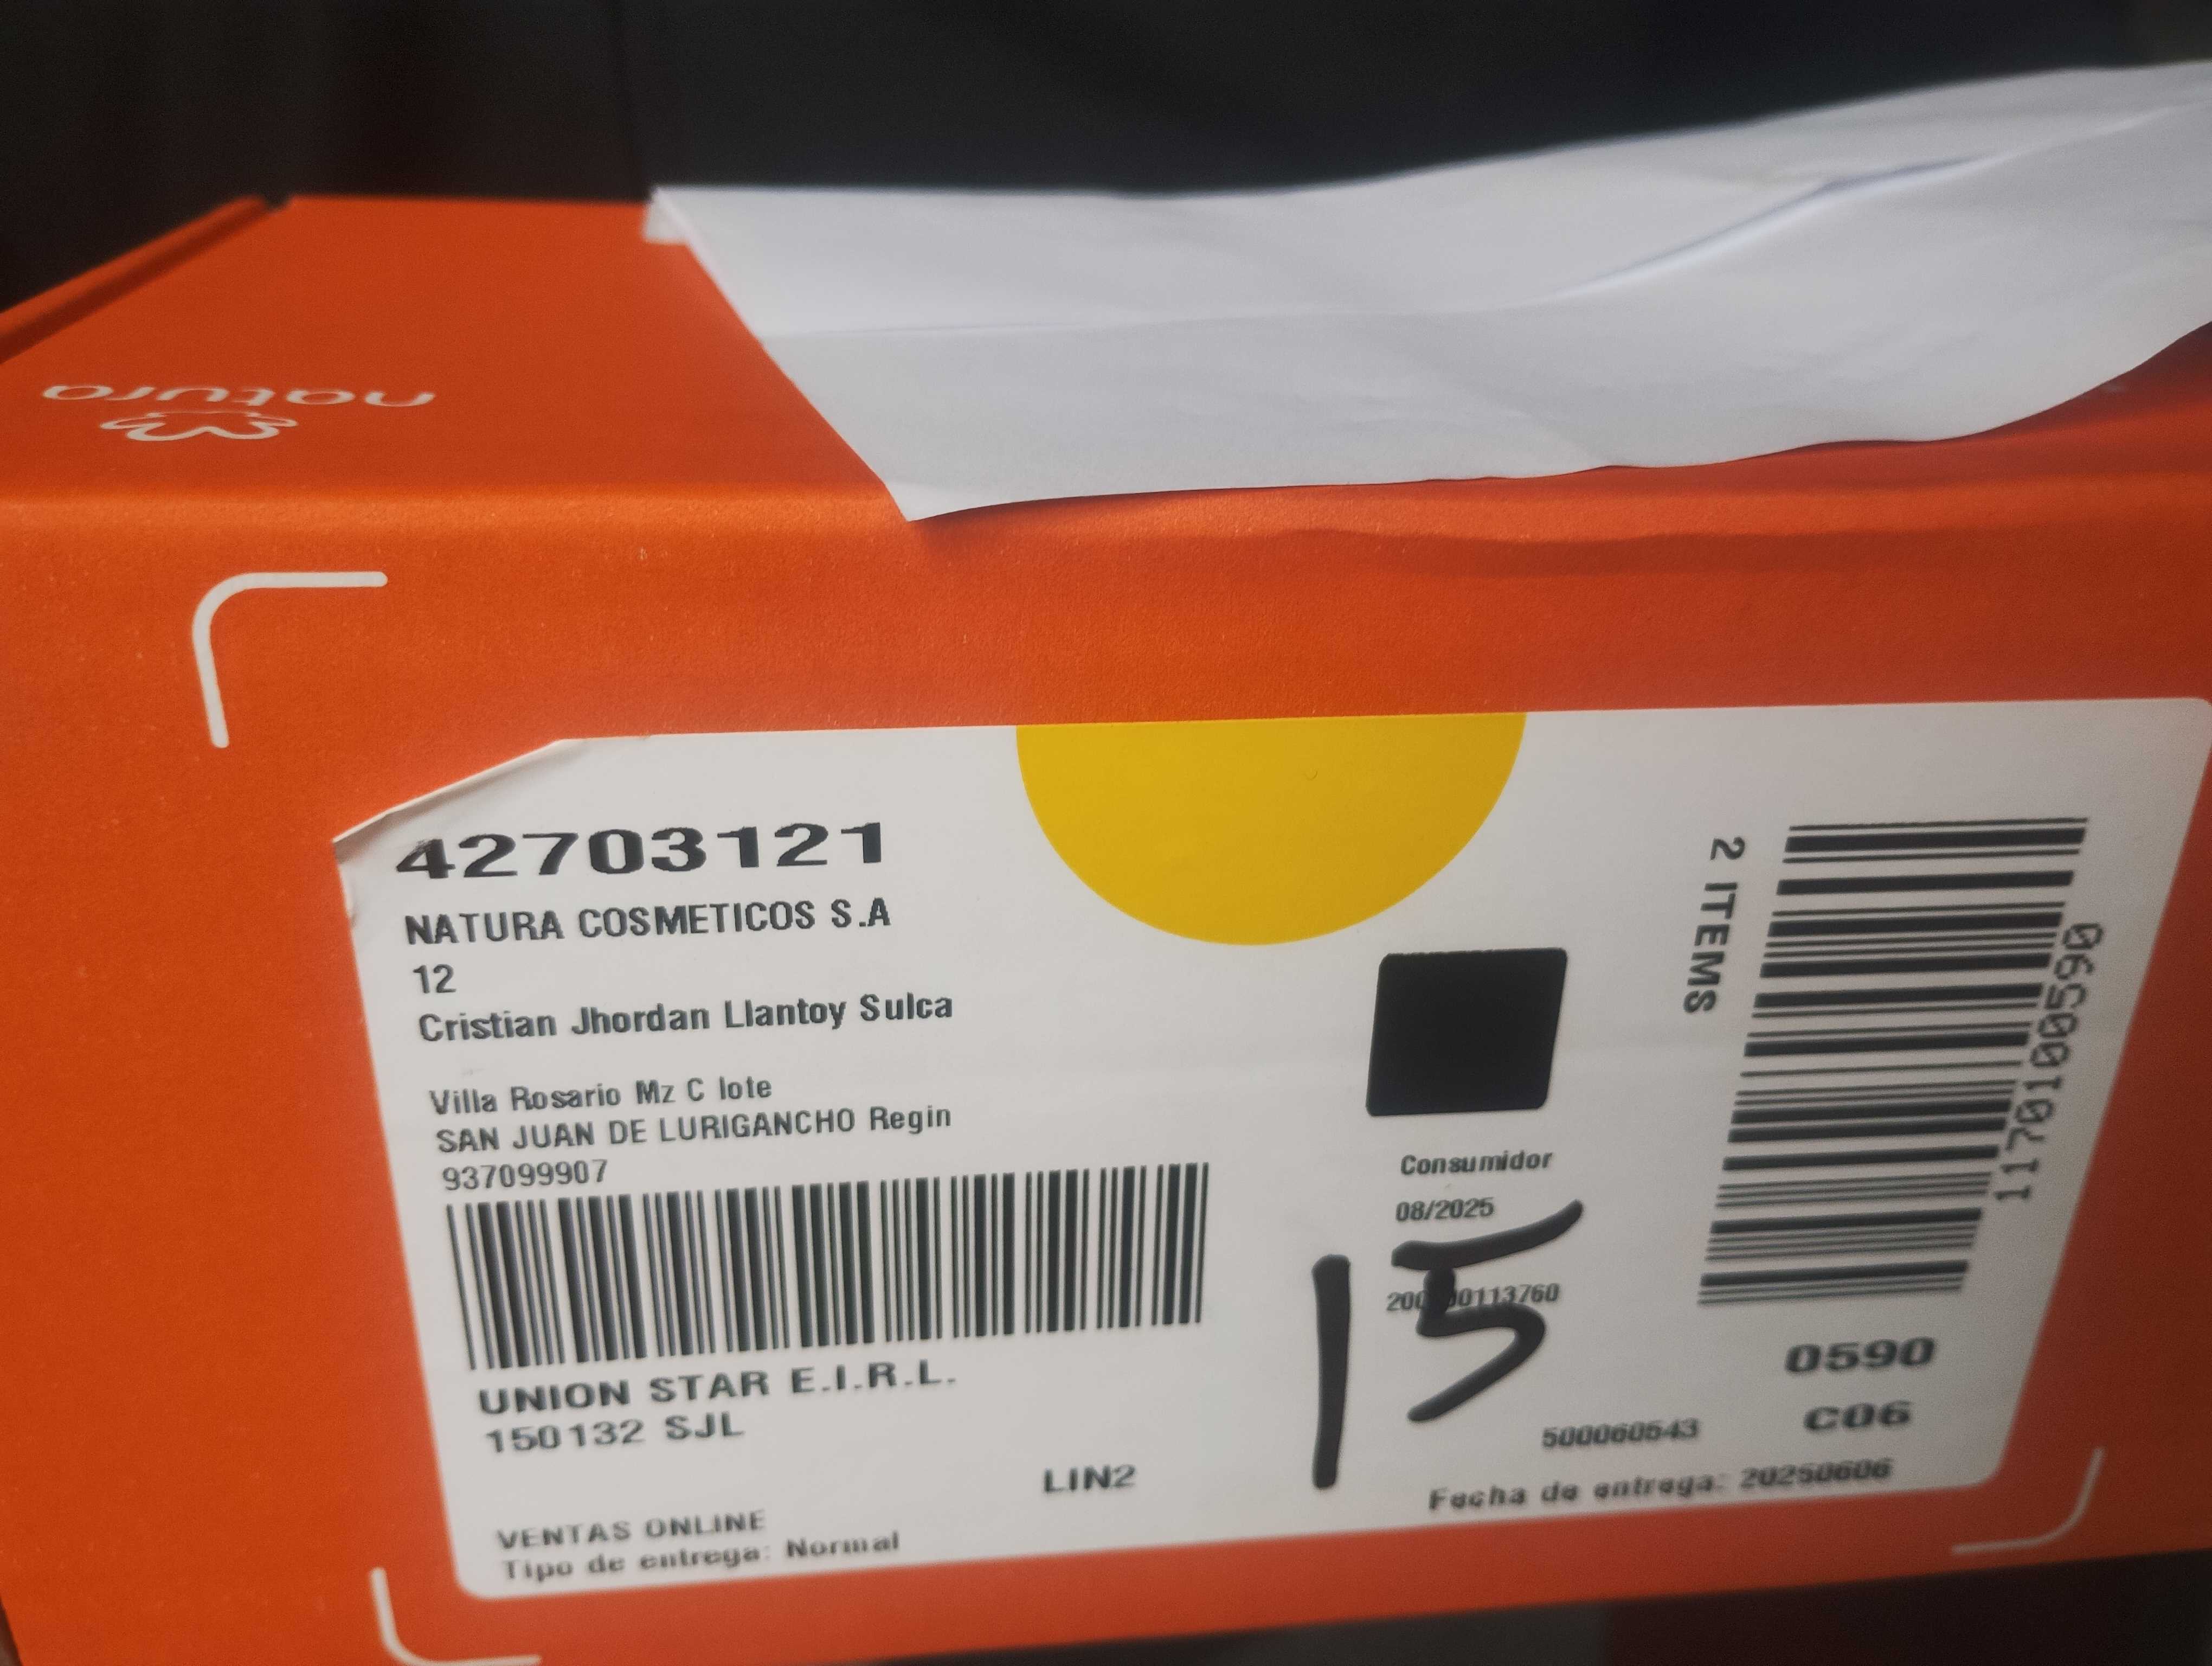 natura
42703121
NATURA COSMETICOS S.A
12
Cristian Jhordan Llantoy Sulca
Villa Rosario Mz C lote
SAN JUAN DE LURIGANCHO Regin
937099907
UNION STAR E.I.R.L.
150132 SJL
LIN2
VENTAS ONLINE
Tipo de entrega: Normal
Consumidor
08/2025
15
2 ITEMS
1170100590
0590
C06
500060543
Fecha de entrega: 20250606